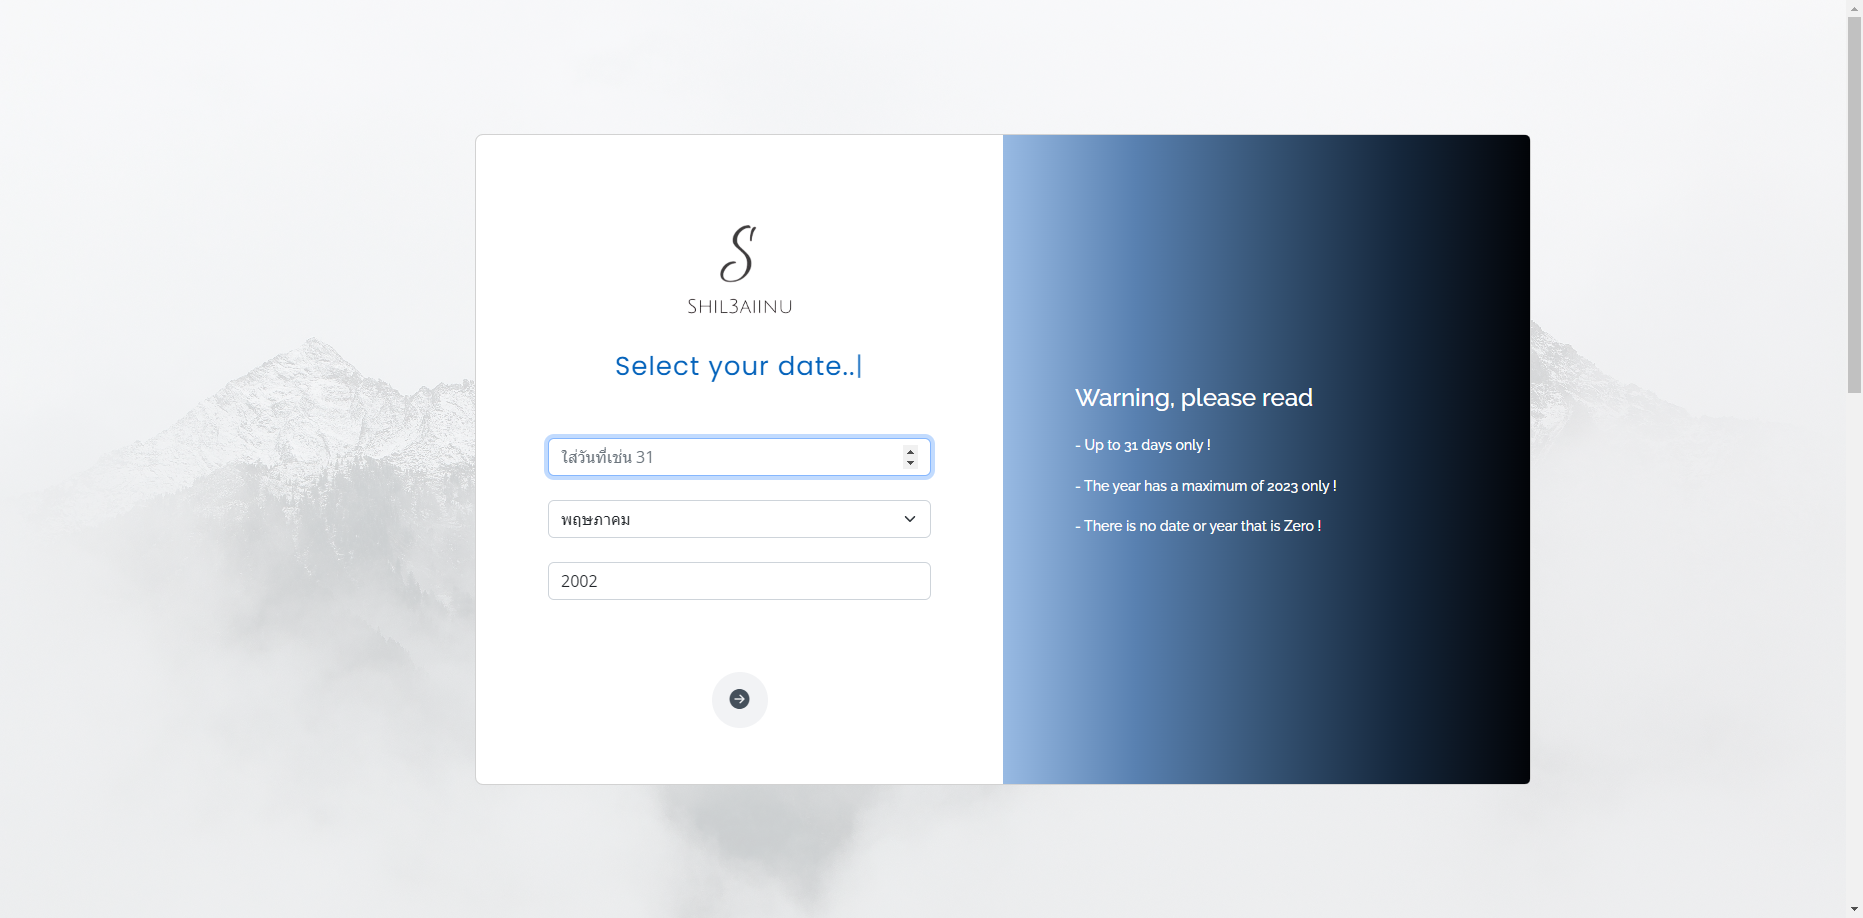 S
SHIL3AIINU
Select your date..|
ใส่วันที่เช่น 31
พฤษภาคม
2002
Warning, please read
- Up to 31 days only !
- The year has a maximum of 2023 only !
- There is no date or year that is Zero !